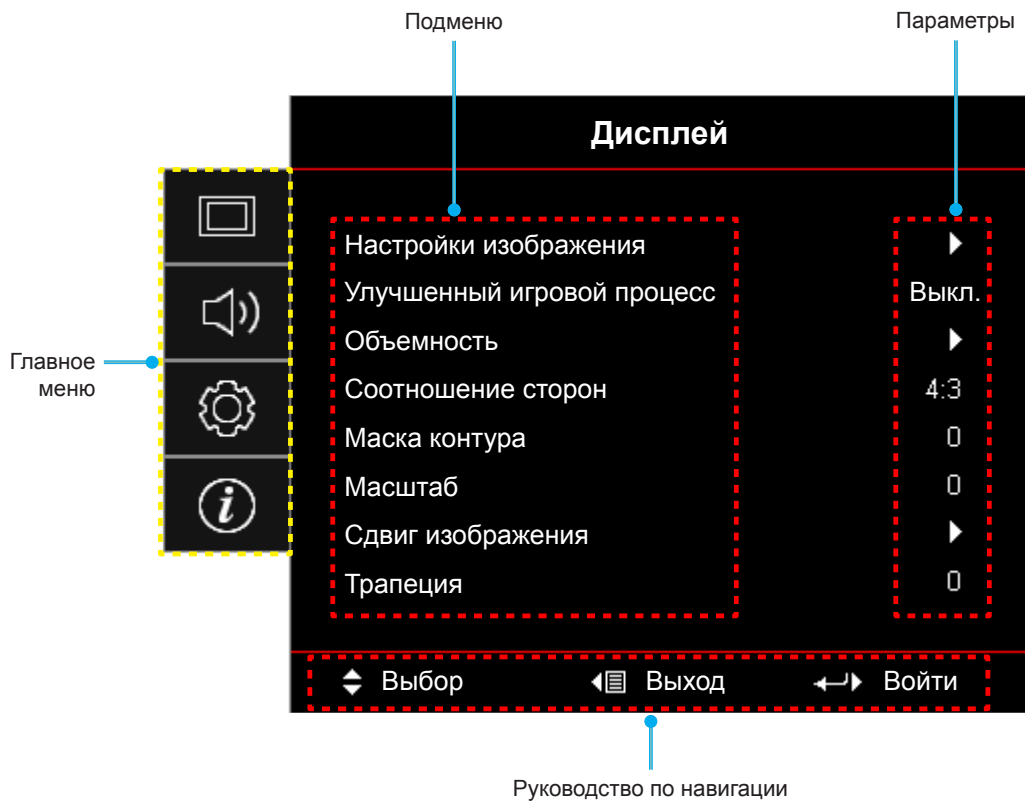 Подменю
Параметры
Дисплей
Настройки изображения
Улучшенный игровой процесс Выкл.
Объемность
Главное
меню
Соотношение сторон 4:3
Маска контура 0
Масштаб 0
Сдвиг изображения
Трапеция 0
Выбор Выход Войти
Руководство по навигации